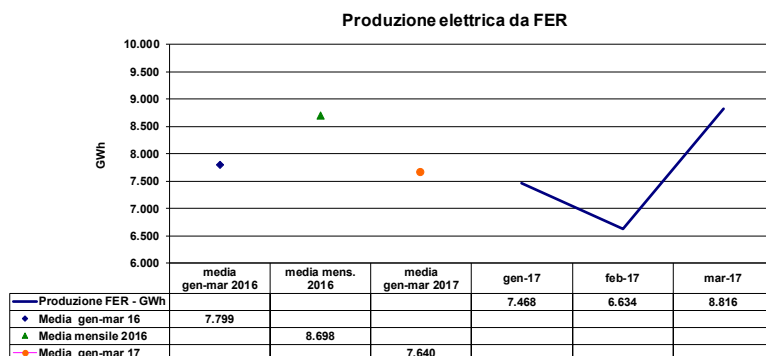 Produzione elettrica da FER
10.000
9.500
9.000
8.500
8.000
7.500
7.000
6.500
6.000
GWh
media gen-mar 2016
media mens. 2016
media gen-mar 2017
gen-17
feb-17
mar-17
Produzione FER - GWh 7.468 6.634 8.816
Media gen-mar 16 7.799
Media mensile 2016 8.698
Media gen-mar 17 7.640